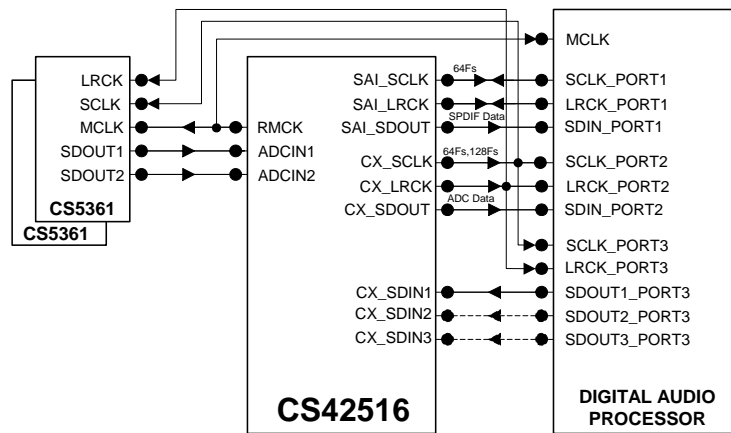 LRCK
SCLK
MCLK
SDOUT1
SDOUT2
CS5361
CS5361
RMCK
ADCIN1
ADCIN2
SAI_SCLK
SAI_LRCK
SAI_SDOUT
CX_SCLK
CX_LRCK
CX_SDOUT
CX_SDIN1
CX_SDIN2
CX_SDIN3
CS42516
64Fs
SPDIF Data
64Fs,128Fs
ADC Data
MCLK
SCLK_PORT1
LRCK_PORT1
SDIN_PORT1
SCLK_PORT2
LRCK_PORT2
SDIN_PORT2
SCLK_PORT3
LRCK_PORT3
SDOUT1_PORT3
SDOUT2_PORT3
SDOUT3_PORT3
DIGITAL AUDIO
PROCESSOR